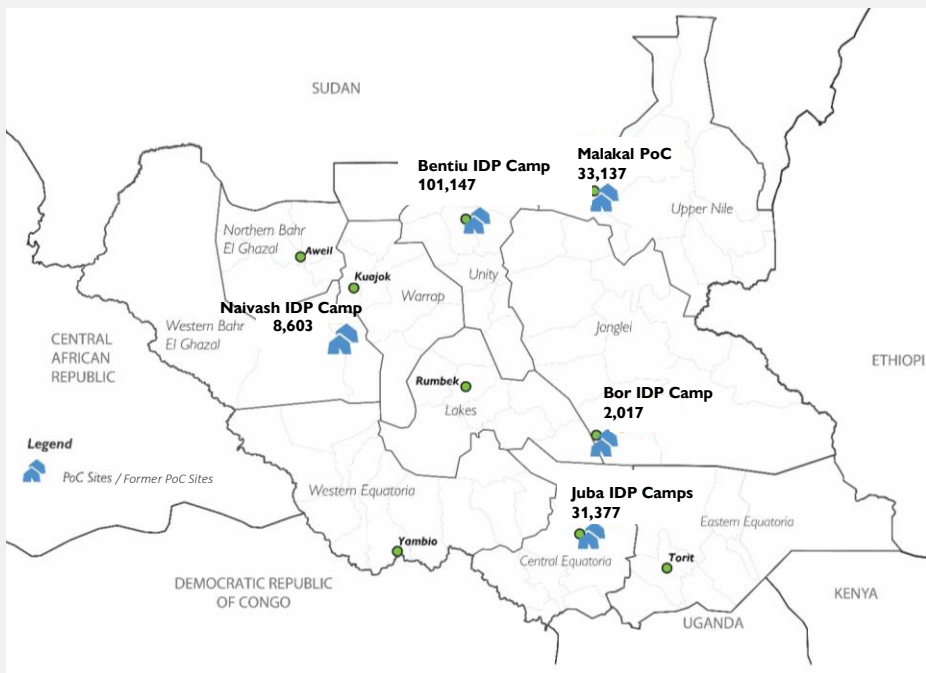 SUDAN
Bentiu IDP Camp
101,147
Malakal PoC
33,137
Upper Nile
Northern Bahr
El Ghazal
Aweil
Kuajok
Unity
Warrap
Naivash IDP Camp
8,603
Western Bahr
El Ghazal
Jonglei
CENTRAL
AFRICAN
REPUBLIC
ETHIOPI
Rumbek
Lakes
Bor IDP Camp
2,017
Legend
PoC Sites / Former PoC Sites
Western Equatoria
Juba IDP Camps
31,377
Eastern Equatoria
Yambio
Central Equatoria
Torit
DEMOCRATIC REPUBLIC
OF CONGO
KENYA
UGANDA